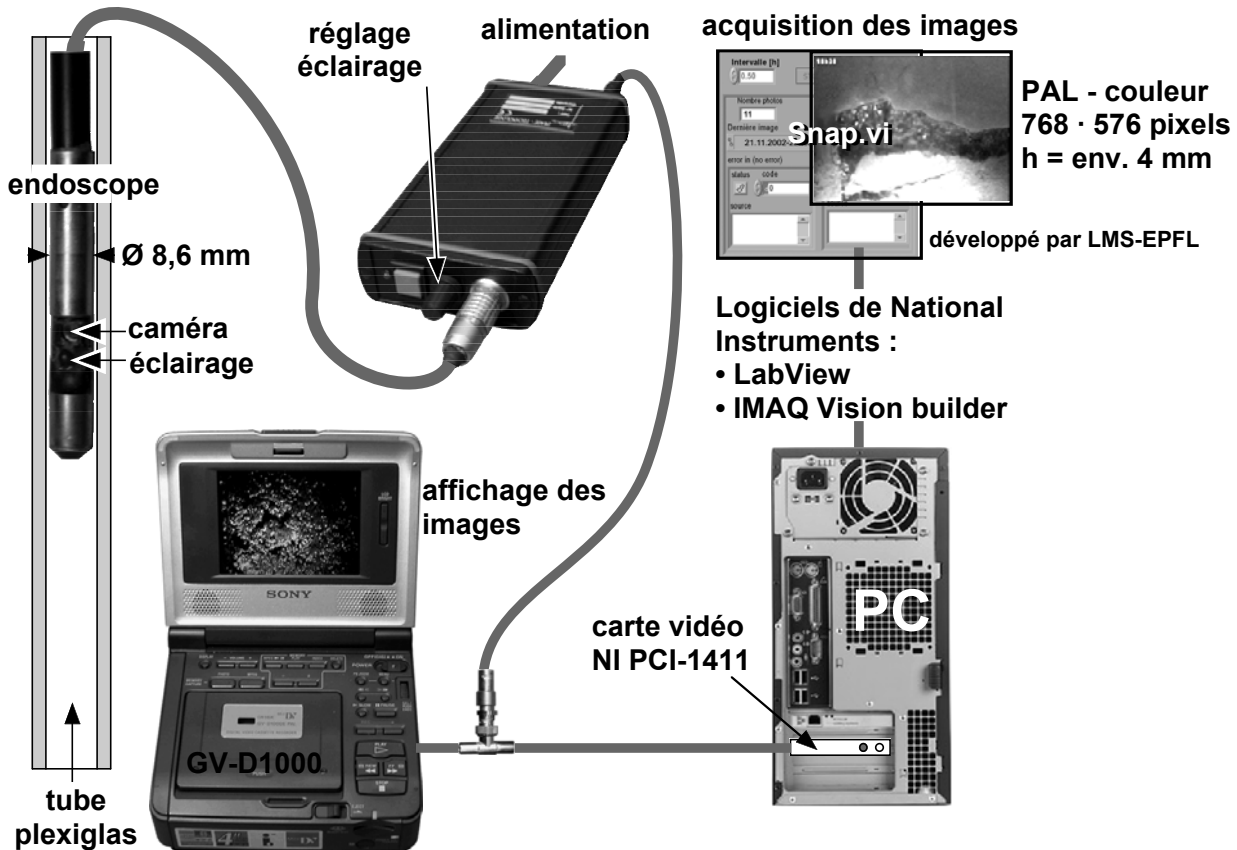 réglage
éclairage
alimentation
acquisition des images
Intervalle [h]
0.50
Nombre photos
11
Dernière image
21.11.2002-
error in (no error)
status code
0
source
Snap.vi
PAL - couleur
768 · 576 pixels
h = env. 4 mm
développé par LMS-EPFL
endoscope
Ø 8,6 mm
caméra
éclairage
Logiciels de National
Instruments :
• LabView
• IMAQ Vision builder
affichage des
images
SONY
GV-D1000
PLAY
STOP
carte vidéo
NI PCI-1411
PC
tube
plexiglas